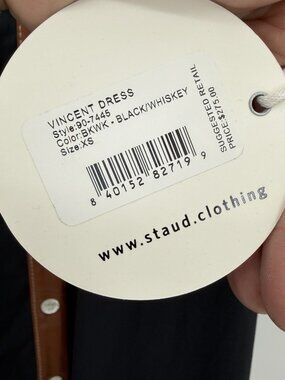 VINCENT DRESS
Style:90-7445
Color:BKWK - BLACK/WHISKEY
Size:XS
SUGGESTED RETAIL
PRICE:$275.00
8 40152 82719 9
www.staud.clothing